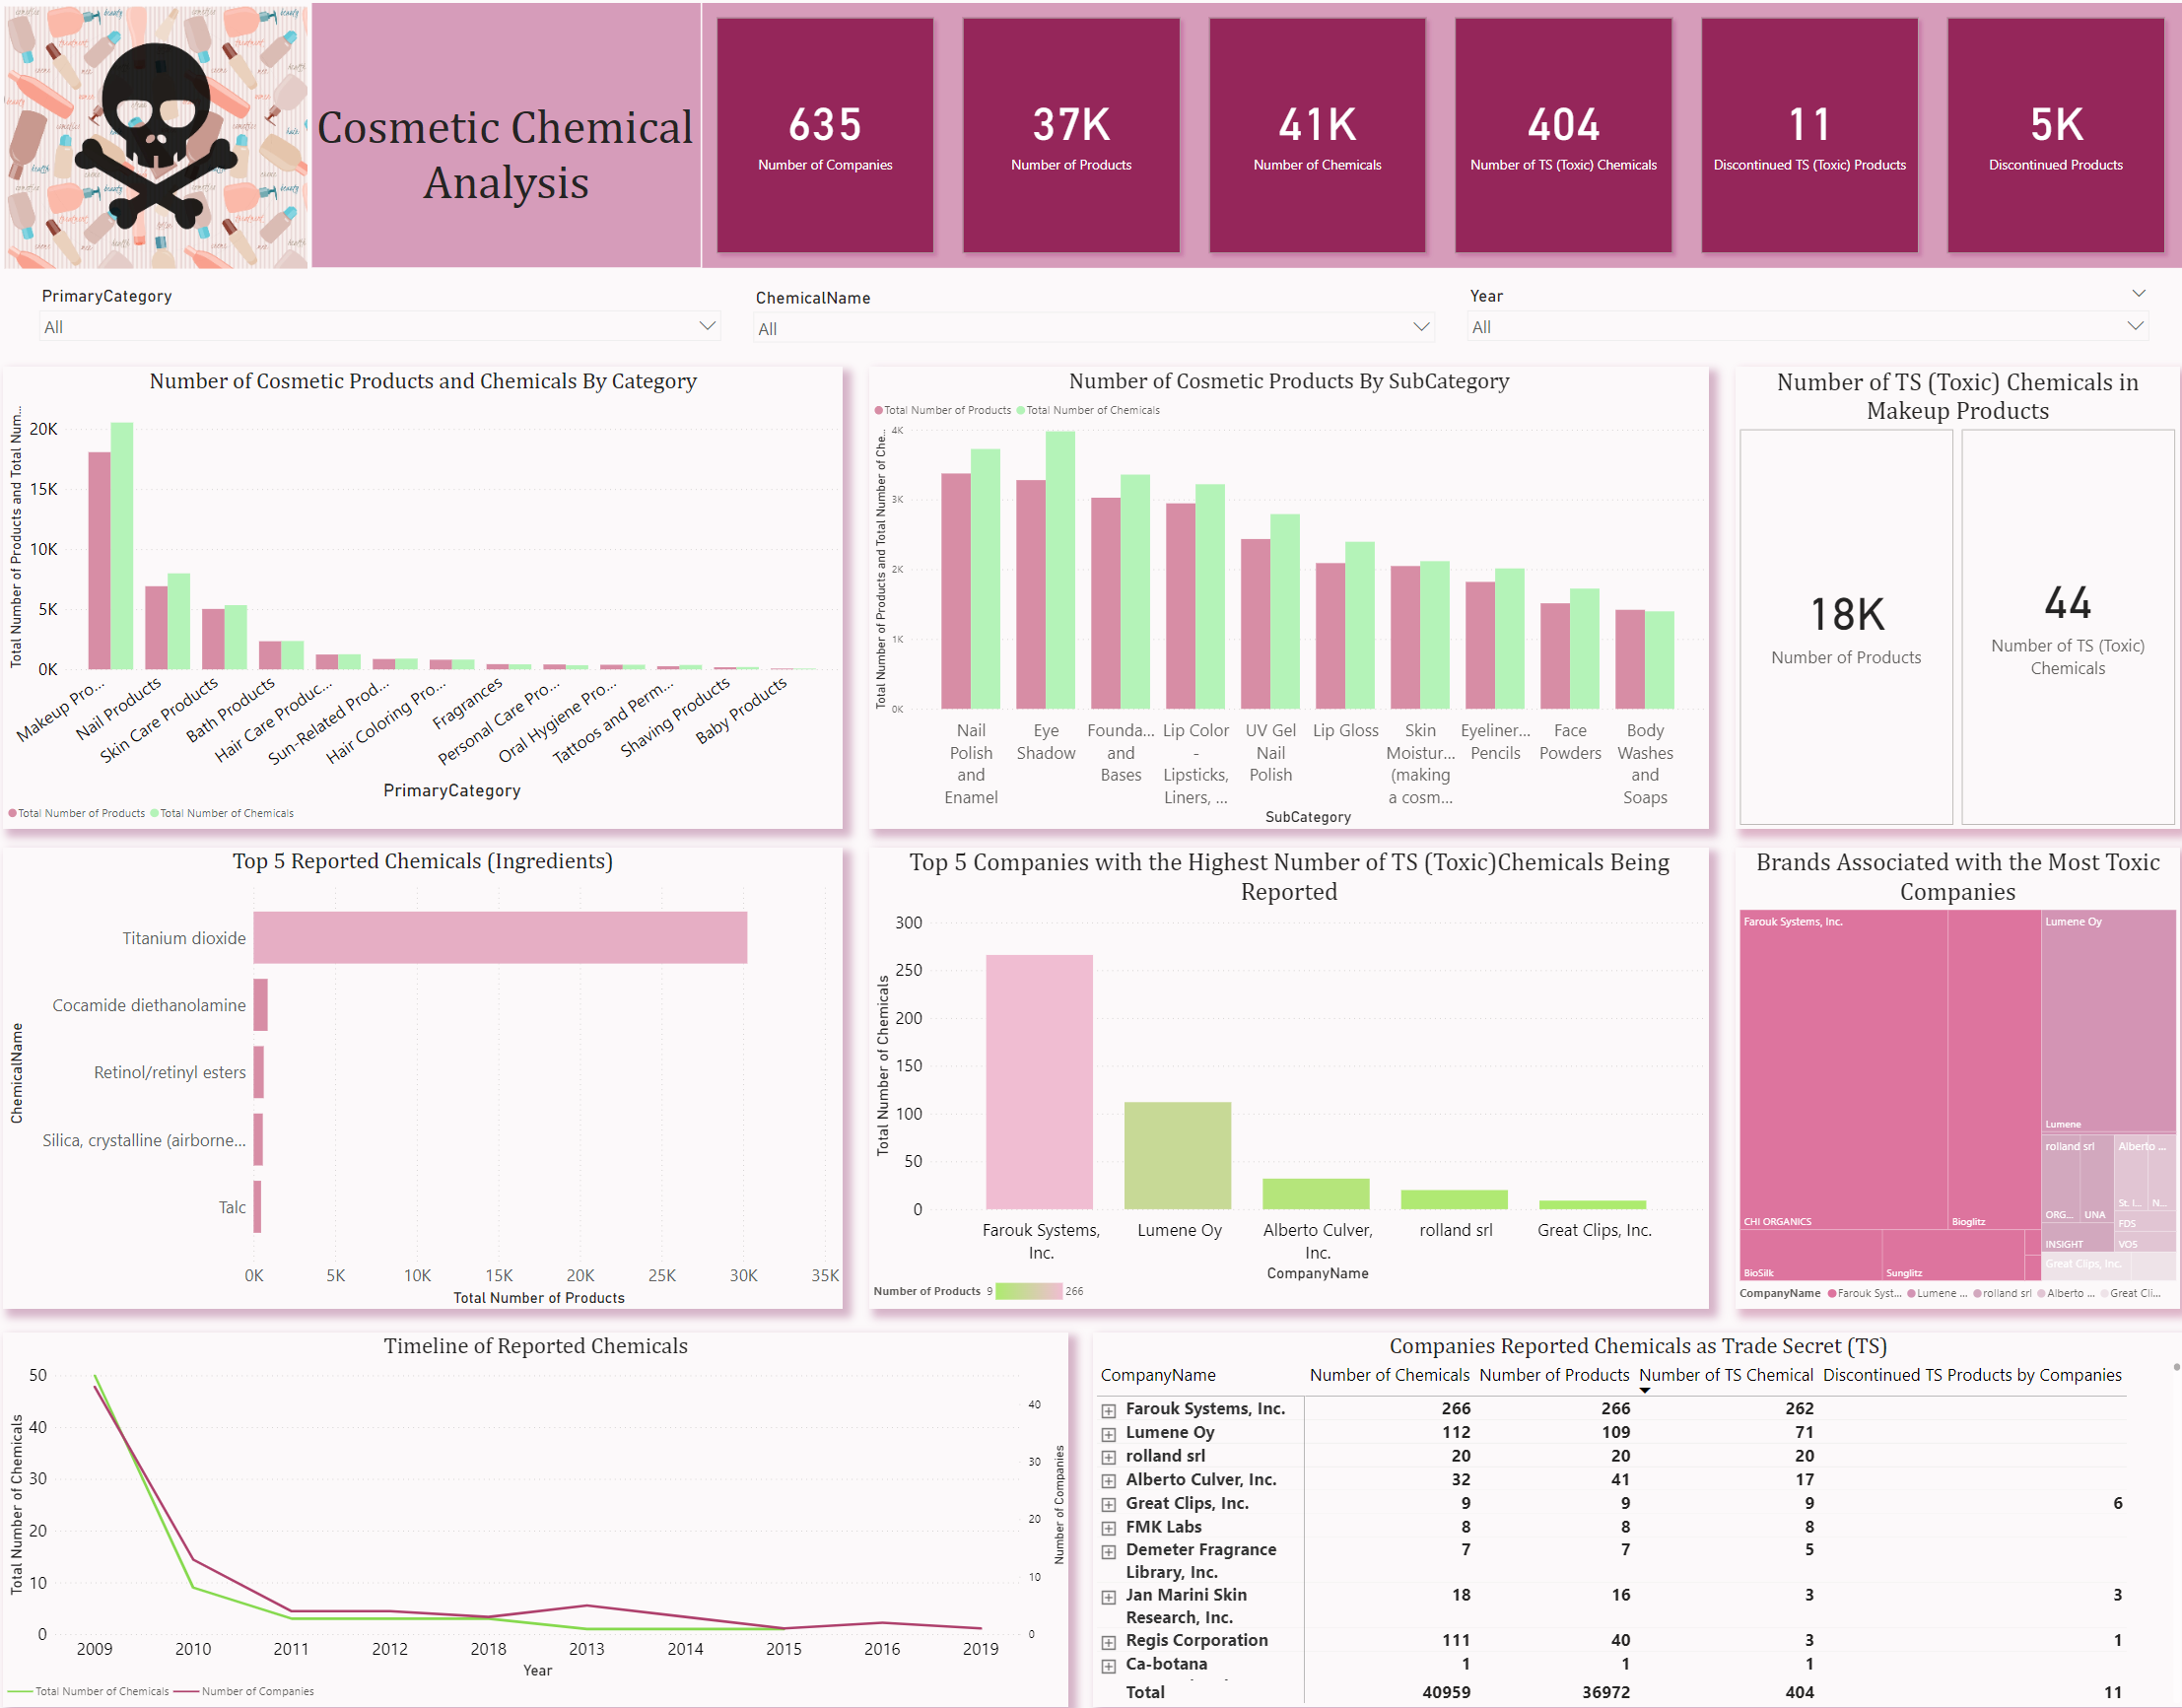 Cosmetic Chemical
Analysis
635
Number of Companies
37K
Number of Products
41K
Number of Chemicals
404
Number of TS (Toxic) Chemicals
11
Discontinued TS (Toxic) Products
5K
Discontinued Products
PrimaryCategory
All
ChemicalName
All
Year
All
Number of Cosmetic Products and Chemicals By Category
Total Number of Products and Total Num...
20K
15K
10K
5K
0K
Makeup Pro...
Nail Products
Skin Care Products
Bath Products
Hair Care Produc...
Sun-Related Prod...
Hair Coloring Pro...
Fragrances
Personal Care Pro...
Oral Hygiene Pro...
Tattoos and Perm...
Shaving Products
Baby Products
PrimaryCategory
Total Number of Products Total Number of Chemicals
Number of Cosmetic Products By SubCategory
Total Number of Products Total Number of Chemicals
Total Number of Products and Total Number of Che...
4K
3K
2K
1K
0K
Nail
Polish
and
Enamel
Eye
Shadow
Founda...
and
Bases
Lip Color
-
Lipsticks,
Liners, ...
UV Gel
Nail
Polish
Lip Gloss
Skin
Moistur...
(making
a cosm...
Eyeliner...
Pencils
Face
Powders
Body
Washes
and
Soaps
SubCategory
Number of TS (Toxic) Chemicals in
Makeup Products
18K
Number of Products
44
Number of TS (Toxic)
Chemicals
Top 5 Reported Chemicals (Ingredients)
ChemicalName
Titanium dioxide
Cocamide diethanolamine
Retinol/retinyl esters
Silica, crystalline (airborne...
Talc
0K 5K 10K 15K 20K 25K 30K 35K
Total Number of Products
Top 5 Companies with the Highest Number of TS (Toxic)Chemicals Being
Reported
Total Number of Chemicals
300
250
200
150
100
50
0
Farouk Systems,
Inc.
Lumene Oy
Alberto Culver,
Inc.
rolland srl
Great Clips, Inc.
CompanyName
Number of Products 9 266
Brands Associated with the Most Toxic
Companies
Farouk Systems, Inc.
CHI ORGANICS
Bioglitz
BioSilk
Sunglitz
Lumene Oy
Lumene
rolland srl
ORG...
UNA
INSIGHT
Alberto ...
St. I...
N...
FDS
VO5
Great Clips, Inc.
CompanyName Farouk Syst... Lumene ... rolland srl Alberto ... Great Cli...
Timeline of Reported Chemicals
Total Number of Chemicals
50
40
30
20
10
0
Number of Companies
40
30
20
10
0
2009 2010 2011 2012 2018 2013 2014 2015 2016 2019
Year
Total Number of Chemicals Number of Companies
Companies Reported Chemicals as Trade Secret (TS)
CompanyName Number of Chemicals Number of Products Number of TS Chemical Discontinued TS Products by Companies
Farouk Systems, Inc. 266 266 262
Lumene Oy 112 109 71
rolland srl 20 20 20
Alberto Culver, Inc. 32 41 17
Great Clips, Inc. 9 9 9 6
FMK Labs 8 8 8
Demeter Fragrance 7 7 5
Library, Inc.
Jan Marini Skin 18 16 3 3
Research, Inc.
Regis Corporation 111 40 3 1
Ca-botana 1 1 1
Total 40959 36972 404 11